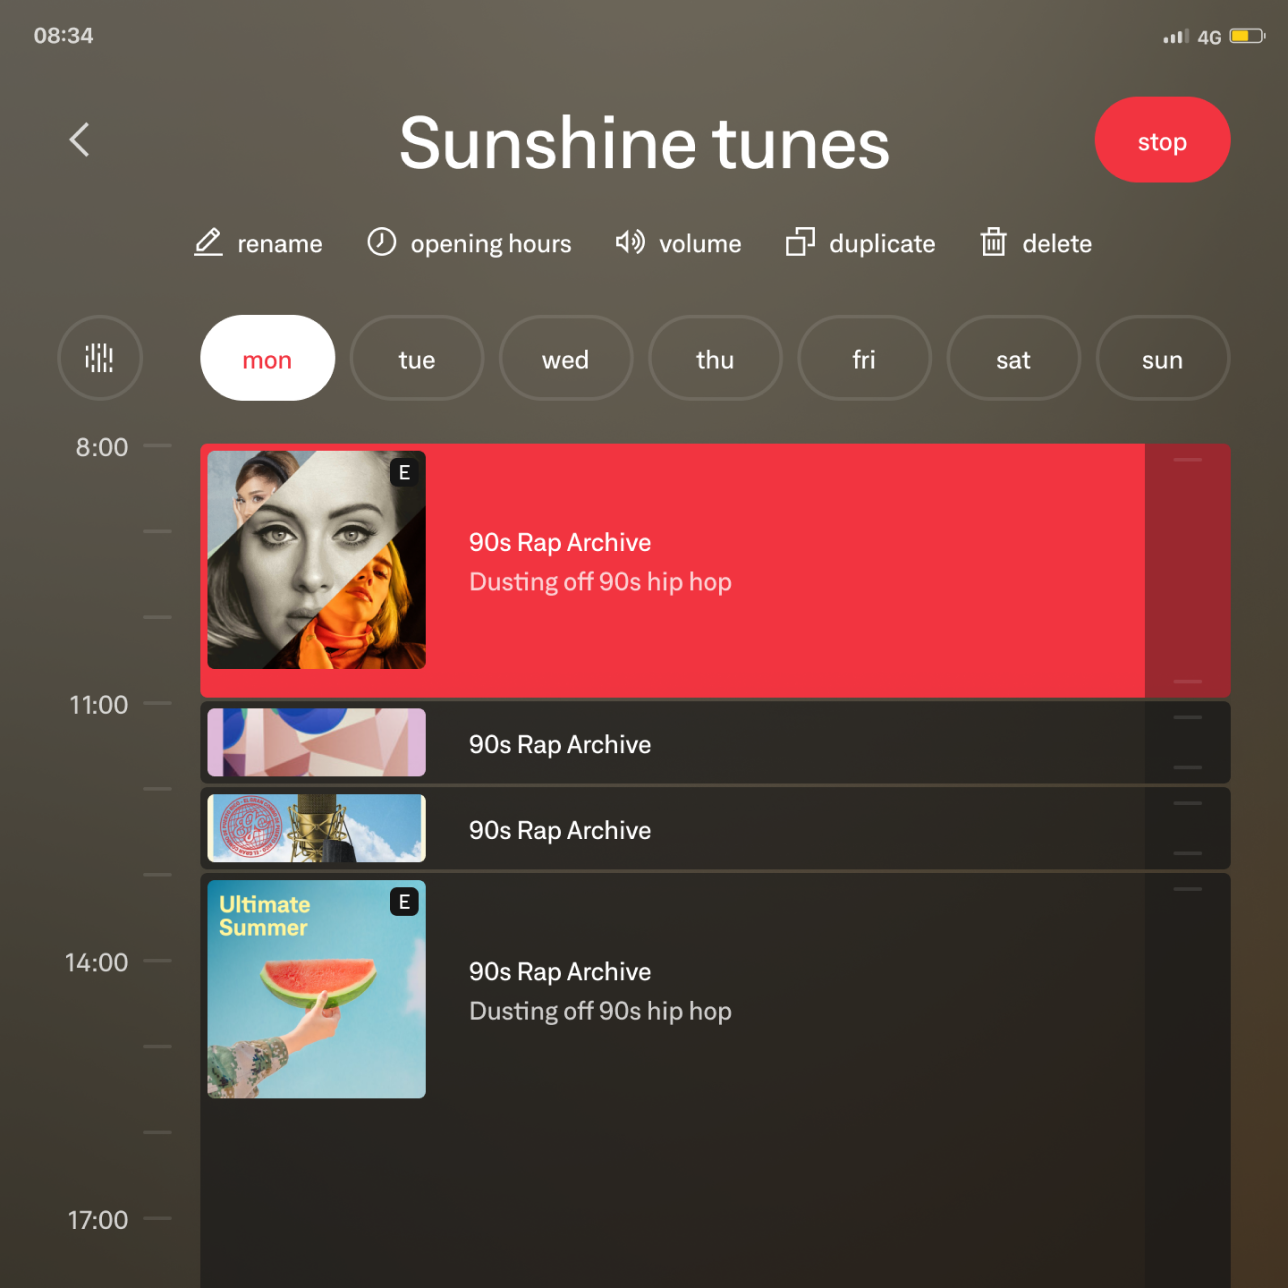 08:34
4G
Sunshine tunes
stop
rename
opening hours
volume
duplicate
delete
mon
tue
wed
thu
fri
sat
sun
8:00
E
90s Rap Archive
Dusting off 90s hip hop
11:00
90s Rap Archive
90s Rap Archive
Ultimate
Summer
E
14:00
90s Rap Archive
Dusting off 90s hip hop
17:00